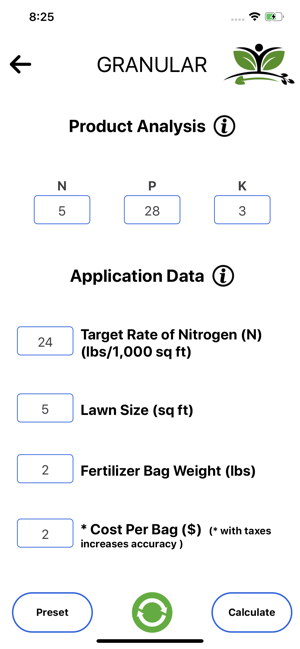 8:25
GRANULAR
Product Analysis i
N P K
5 28 3
Application Data i
24 Target Rate of Nitrogen (N)
(lbs/1,000 sq ft)
5 Lawn Size (sq ft)
2 Fertilizer Bag Weight (lbs)
2 * Cost Per Bag ($) (* with taxes
increases accuracy )
Preset Calculate